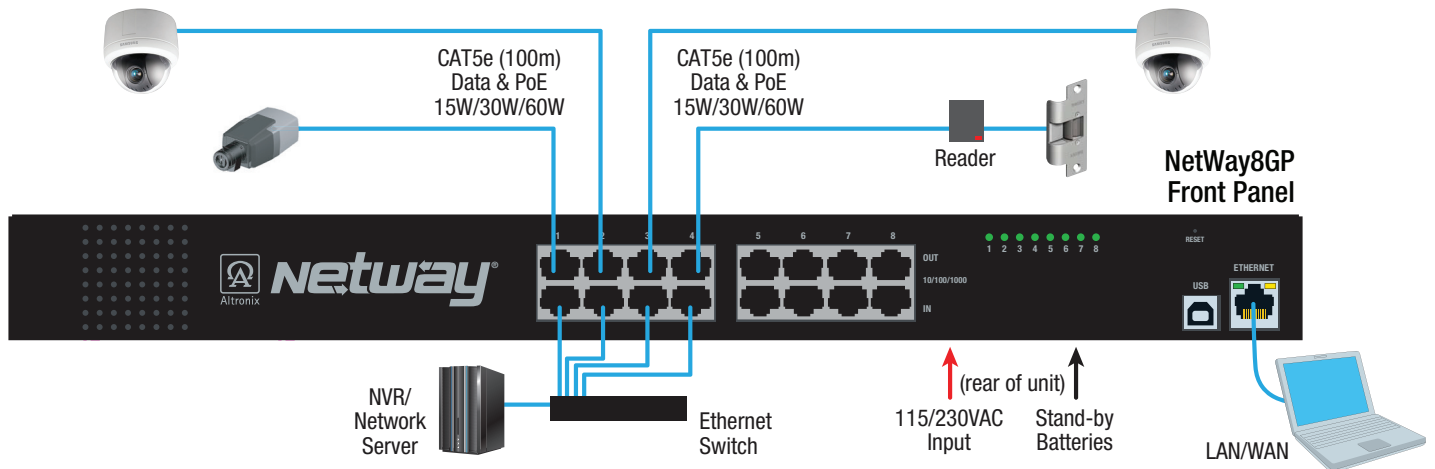 CAT5e (100m)
Data & PoE
15W/30W/60W
CAT5e (100m)
Data & PoE
15W/30W/60W
Reader
NetWay8GP
Front Panel
1 2 3 4 5 6 7 8
OUT
10/100/1000
IN
1 2 3 4 5 6 7 8
RESET
USB
ETHERNET
Altronix
Netway®
NVR/
Network
Server
Ethernet
Switch
(rear of unit)
115/230VAC
Input
Stand-by
Batteries
LAN/WAN